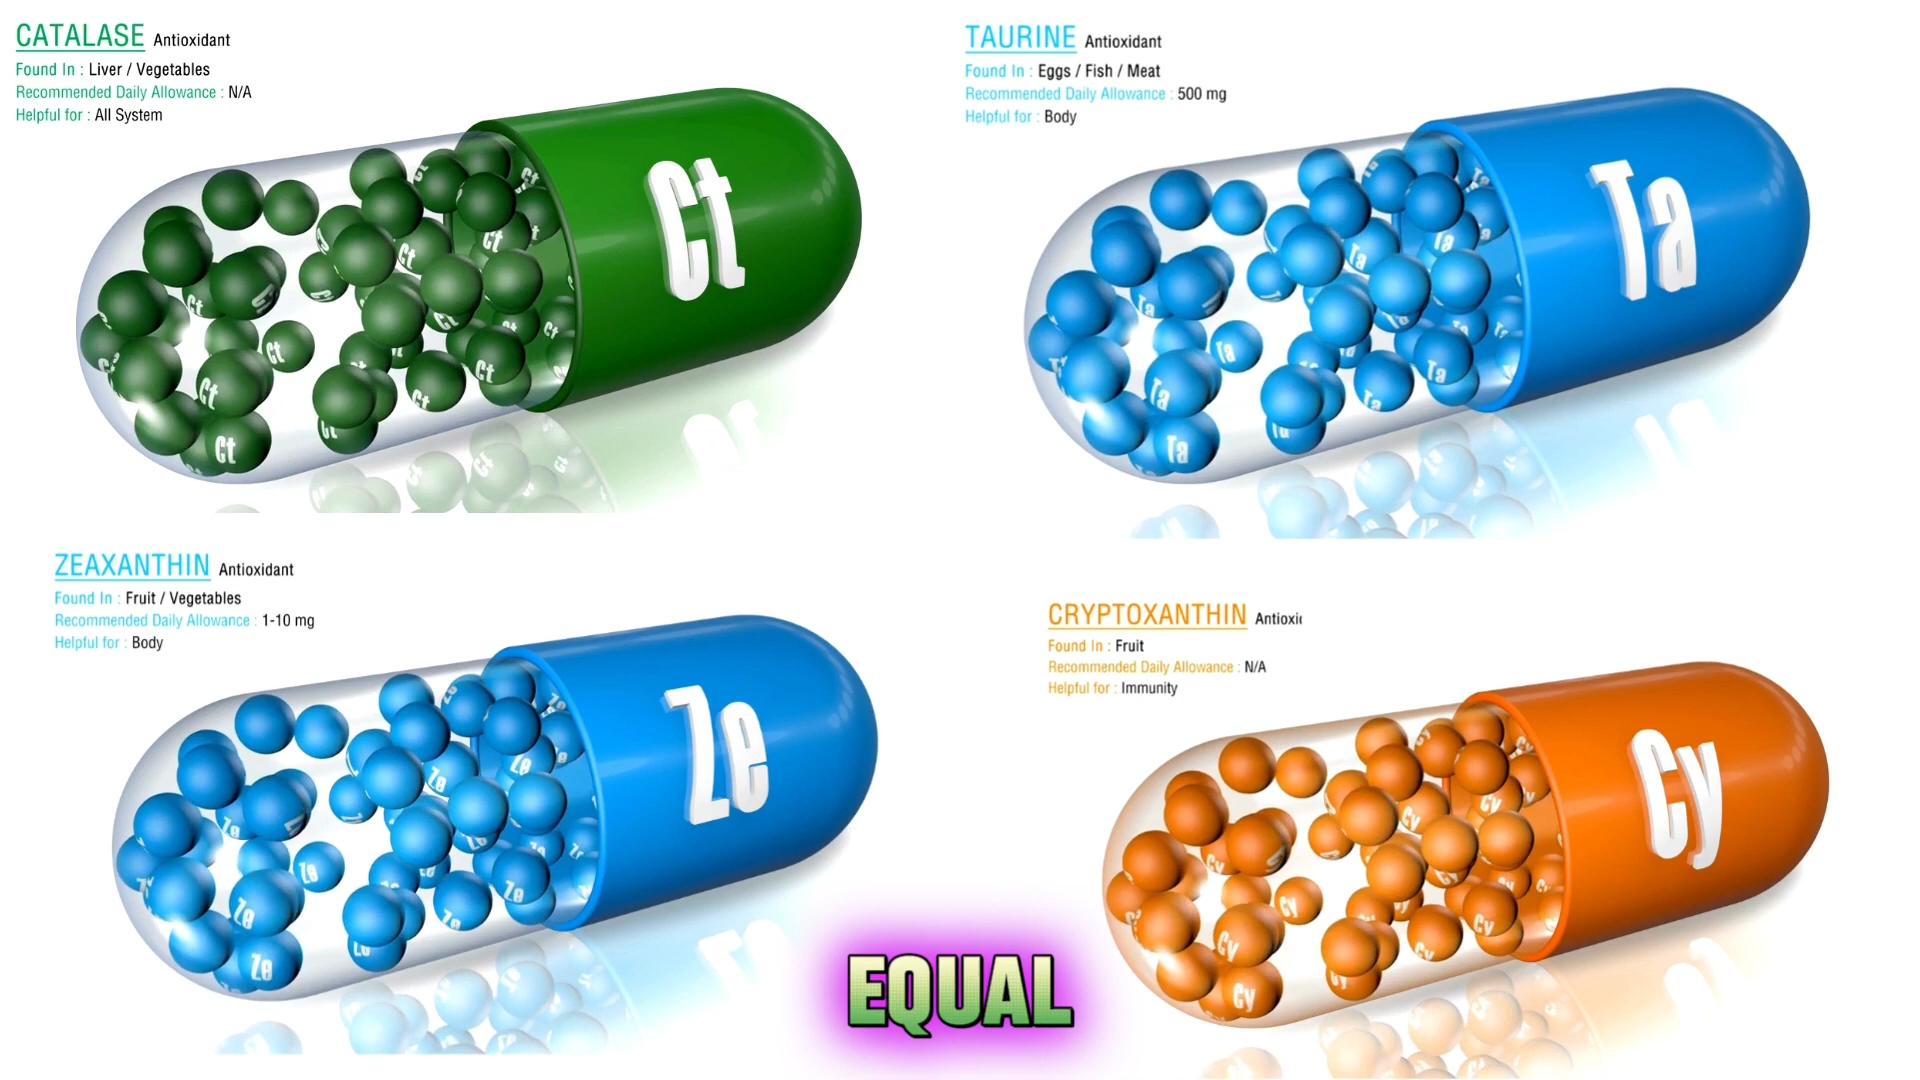 CATALASE Antioxidant
Found In : Liver / Vegetables
Recommended Daily Allowance : N/A
Helpful for : All System
Ct
TAURINE Antioxidant
Found In : Eggs / Fish / Meat
Recommended Daily Allowance : 500 mg
Helpful for : Body
Ta
ZEAXANTHIN Antioxidant
Found In : Fruit / Vegetables
Recommended Daily Allowance : 1-10 mg
Helpful for : Body
Ze
CRYPTOXANTHIN Antioxi
Found In : Fruit
Recommended Daily Allowance : N/A
Helpful for : Immunity
Cy
EQUAL